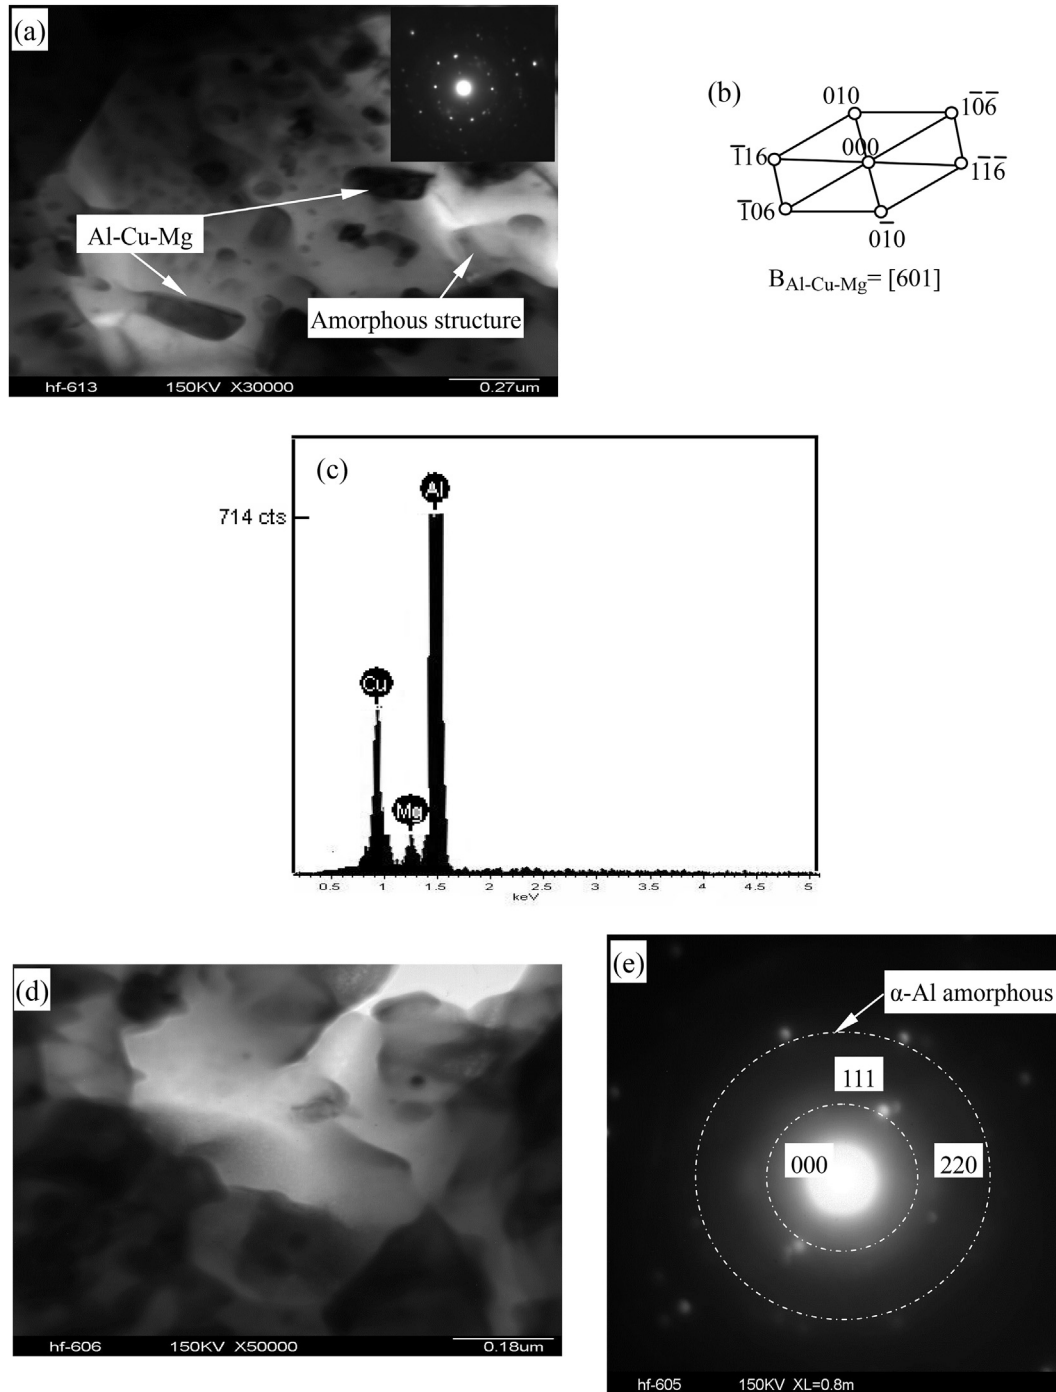 (a)
Al-Cu-Mg
Amorphous structure
hf-613 150KV X30000 0.27um
(b)
010
1̅0̅6̅
000
1̅16
11̅6̅
1̅06
01̅0
B Al-Cu-Mg= [601]
(c)
Al
714 cts
Cu
Mg
0.5 1 1.5 2 2.5 3 3.5 4 4.5 5
keV
(d)
hf-606 150KV X50000 0.18um
(e)
α-Al amorphous
111
000
220
hf-605 150KV XL=0.8m